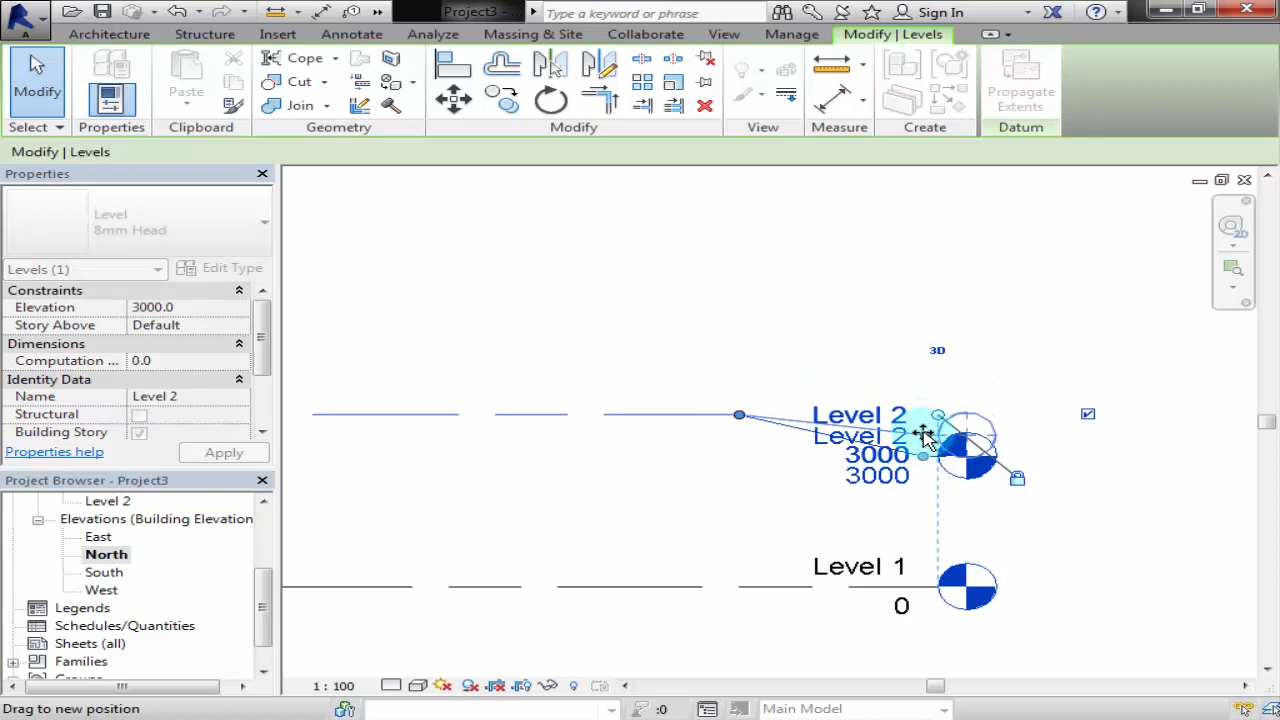 Project3 - ...
Type a keyword or phrase
Sign In
Architecture Structure Insert Annotate Analyze Massing & Site Collaborate View Manage Modify | Levels
Modify
Paste
Cope
Cut
Join
Propagate
Extents
Select Properties Clipboard Geometry Modify View Measure Create Datum
Modify | Levels
Properties
Level
8mm Head
Levels (1)
Edit Type
Constraints
Elevation 3000.0
Story Above Default
Dimensions
Computation ... 0.0
Identity Data
Name Level 2
Structural
Building Story
Properties help
Apply
Project Browser - Project3
Level 2
Elevations (Building Elevation
East
North
South
West
Legends
Schedules/Quantities
Sheets (all)
Families
2D
3D
Level 2
Level 2
3000
3000
Level 1
0
1 : 100
Drag to new position
:0
Main Model